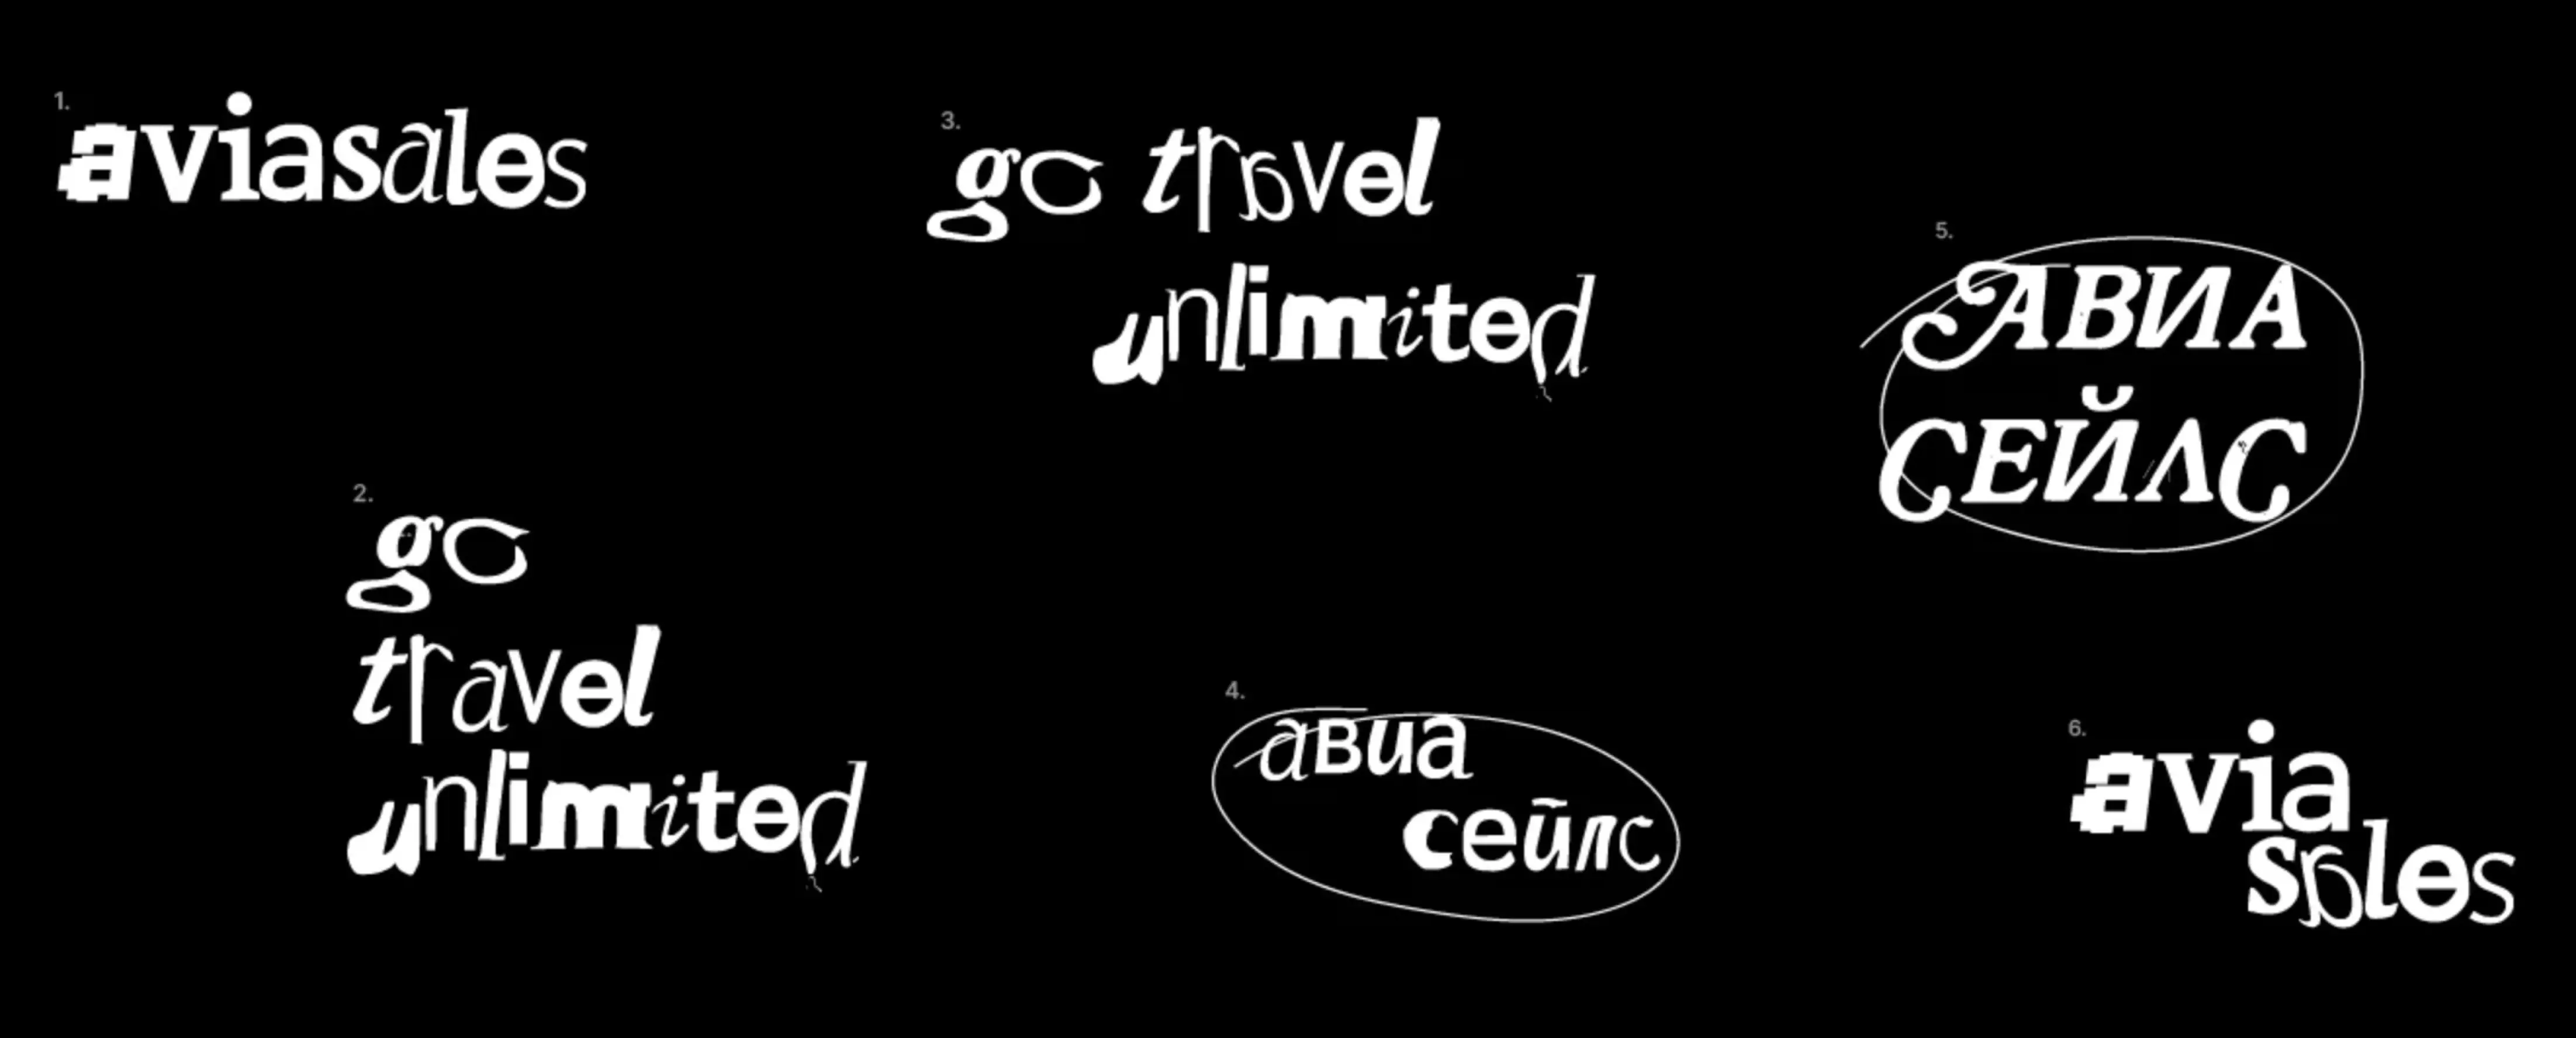 1.
aviasales
2.
go
travel
unlimited
3.
go travel
unlimited
4.
авиа
сейлс
5.
АВИА
СЕЙЛС
6.
avia
sales